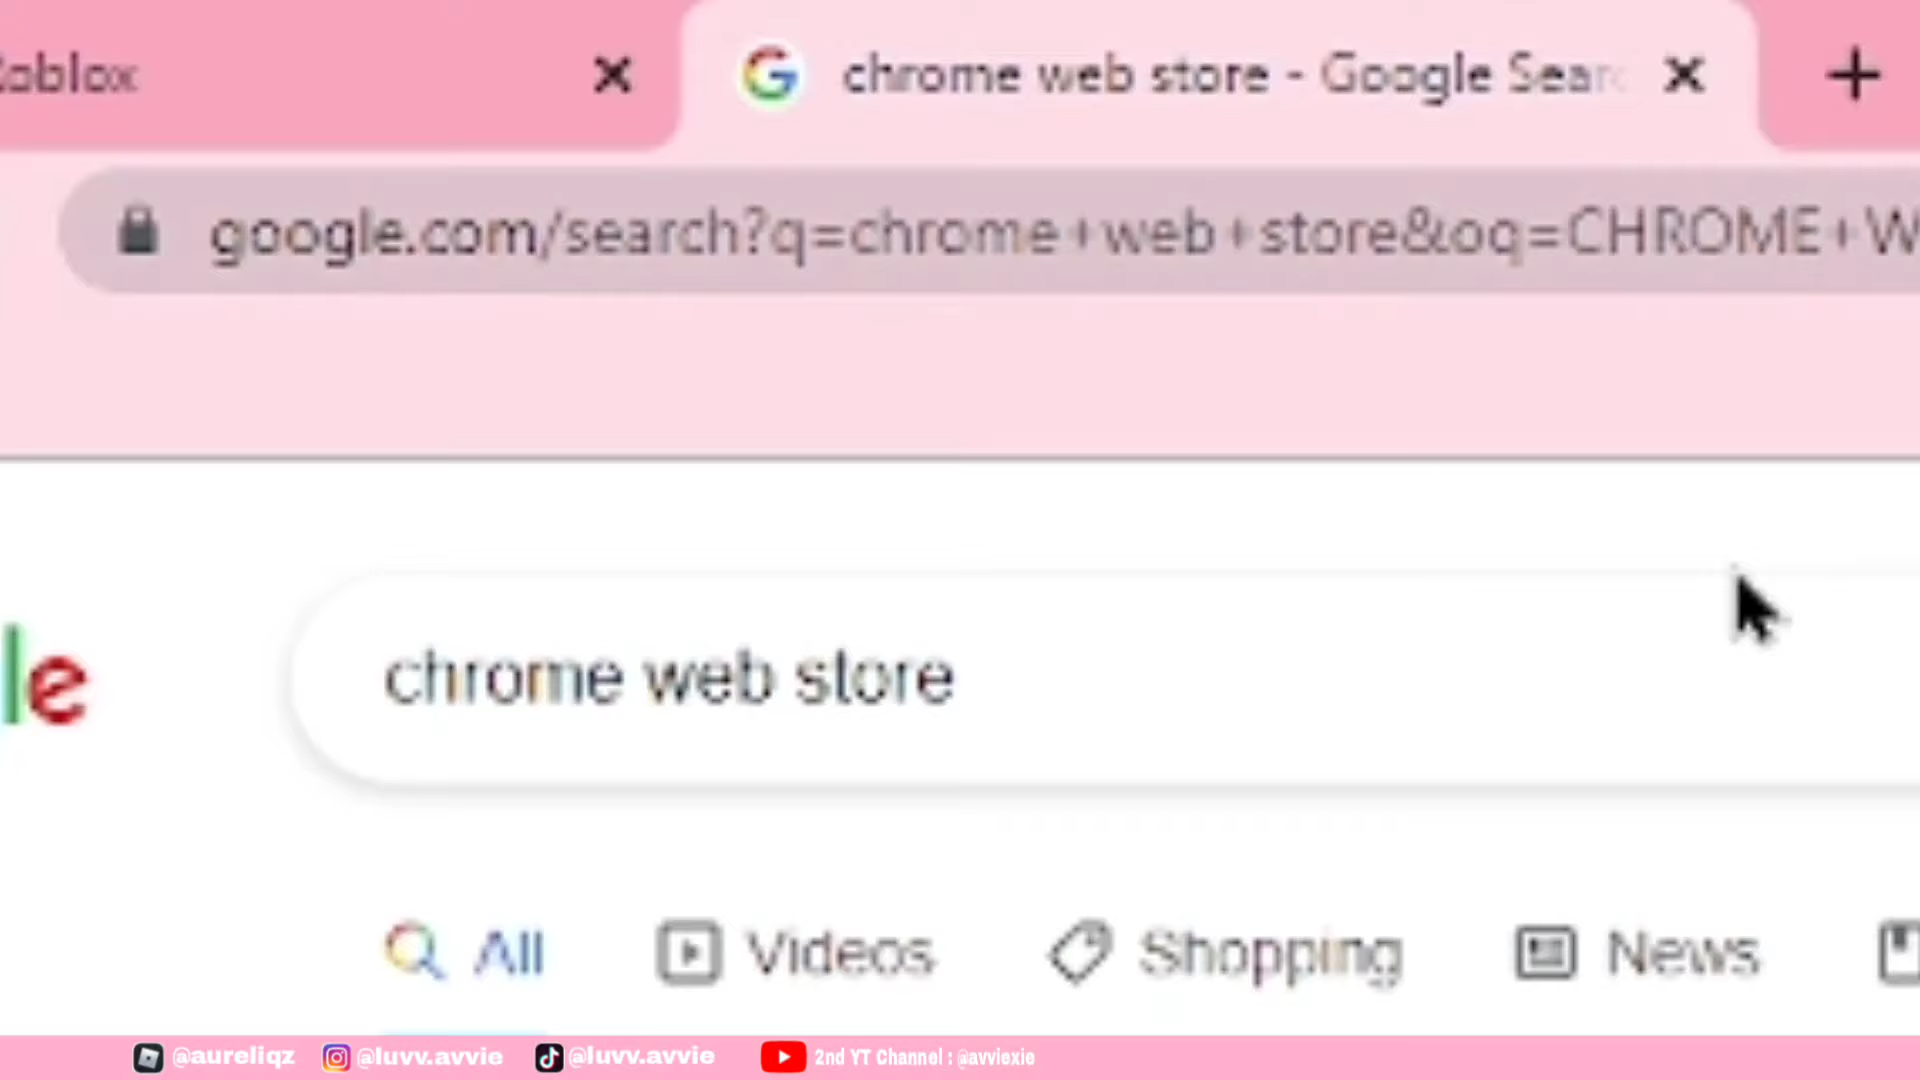 Roblox
chrome web store - Google Sear
google.com/search?q=chrome+web+store&oq=CHROME+W
le
chrome web store
All Videos Shopping News
@aureliqz @luvv.avvie @luvv.avvie 2nd YT Channel : @avviexie